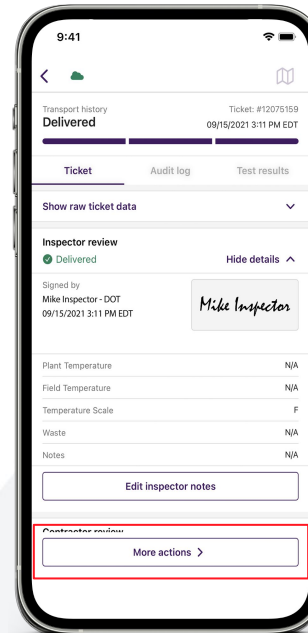 9:41
Transport history
Ticket: #12075159
Delivered
09/15/2021 3:11 PM EDT
Ticket Audit log Test results
Show raw ticket data
Inspector review
Delivered
Hide details
Signed by
Mike Inspector - DOT
09/15/2021 3:11 PM EDT
Mike Inspector
Plant Temperature N/A
Field Temperature N/A
Temperature Scale F
Waste N/A
Notes N/A
Edit inspector notes
Contractor review
More actions >